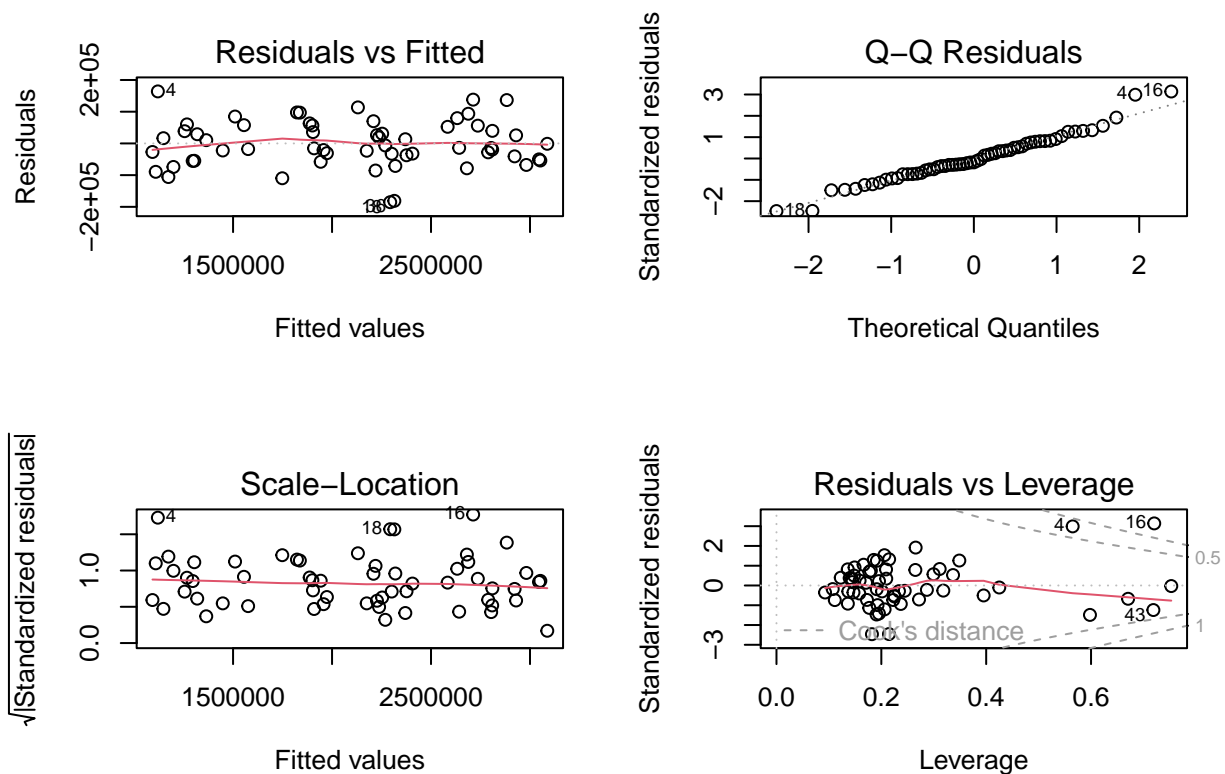 Residuals vs Fitted
Residuals
−2e+05
2e+05
4
1500000
2500000
Fitted values
Q−Q Residuals
Standardized residuals
−2
1
3
18
4
16
−2
−1
0
1
2
Theoretical Quantiles
Scale−Location
√|Standardized residuals|
0.0
1.0
4
18
16
1500000
2500000
Fitted values
Residuals vs Leverage
Standardized residuals
−3
0
2
4
16
43
0.5
1
Cook's distance
0.0
0.2
0.4
0.6
Leverage